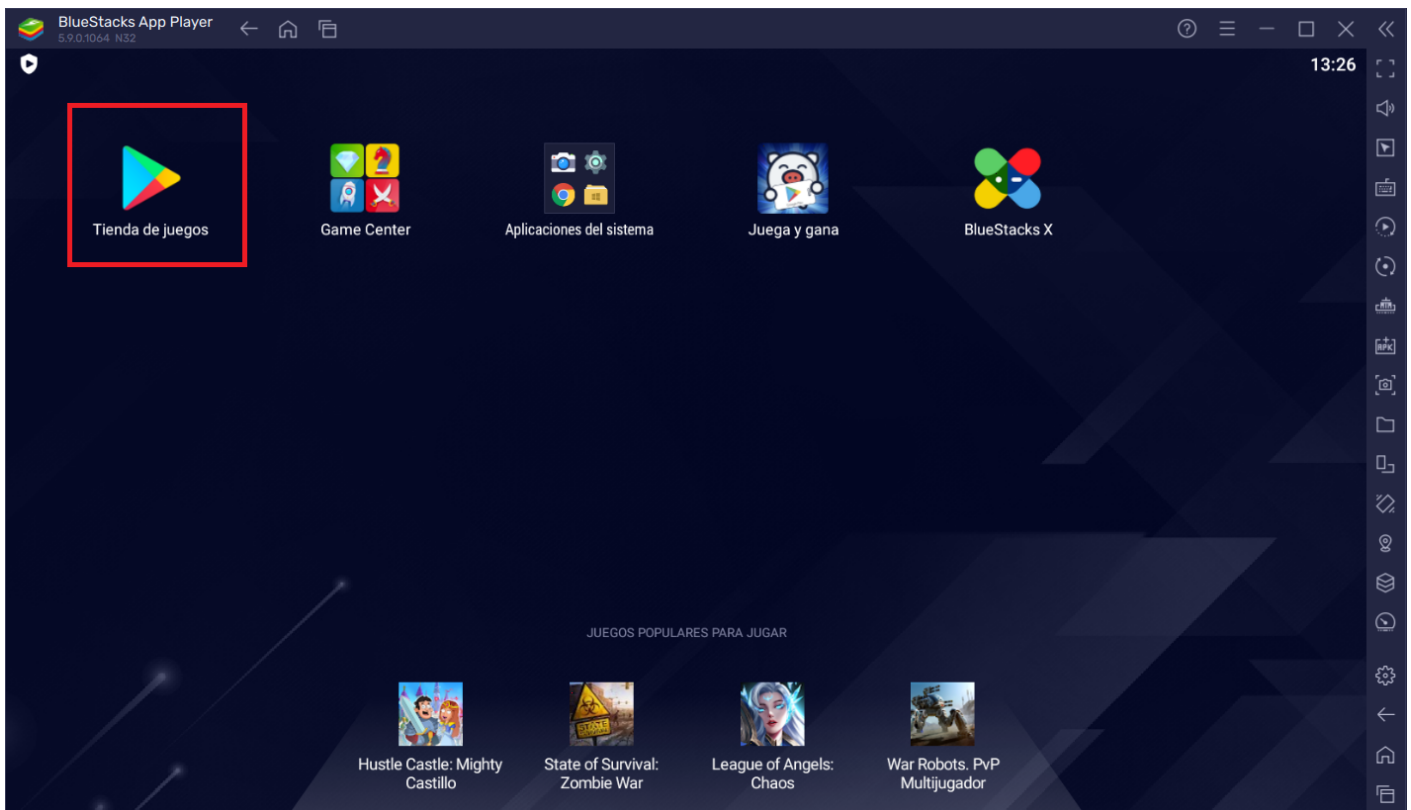 BlueStacks App Player
5.9.0.1064 N32
13:26
Tienda de juegos
Game Center
Aplicaciones del sistema
Juega y gana
BlueStacks X
JUEGOS POPULARES PARA JUGAR
Hustle Castle: Mighty
Castillo
State of Survival:
Zombie War
League of Angels:
Chaos
War Robots. PvP
Multijugador
APK